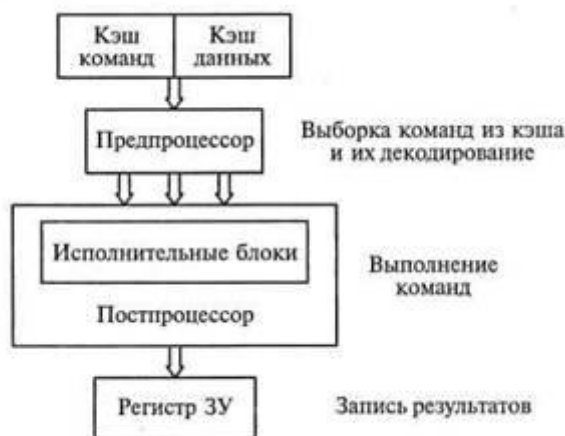 Кэш
команд
Кэш
данных
Предпроцессор
Выборка команд из кэша
и их декодирование
Исполнительные блоки
Постпроцессор
Выполнение
команд
Регистр ЗУ
Запись результатов